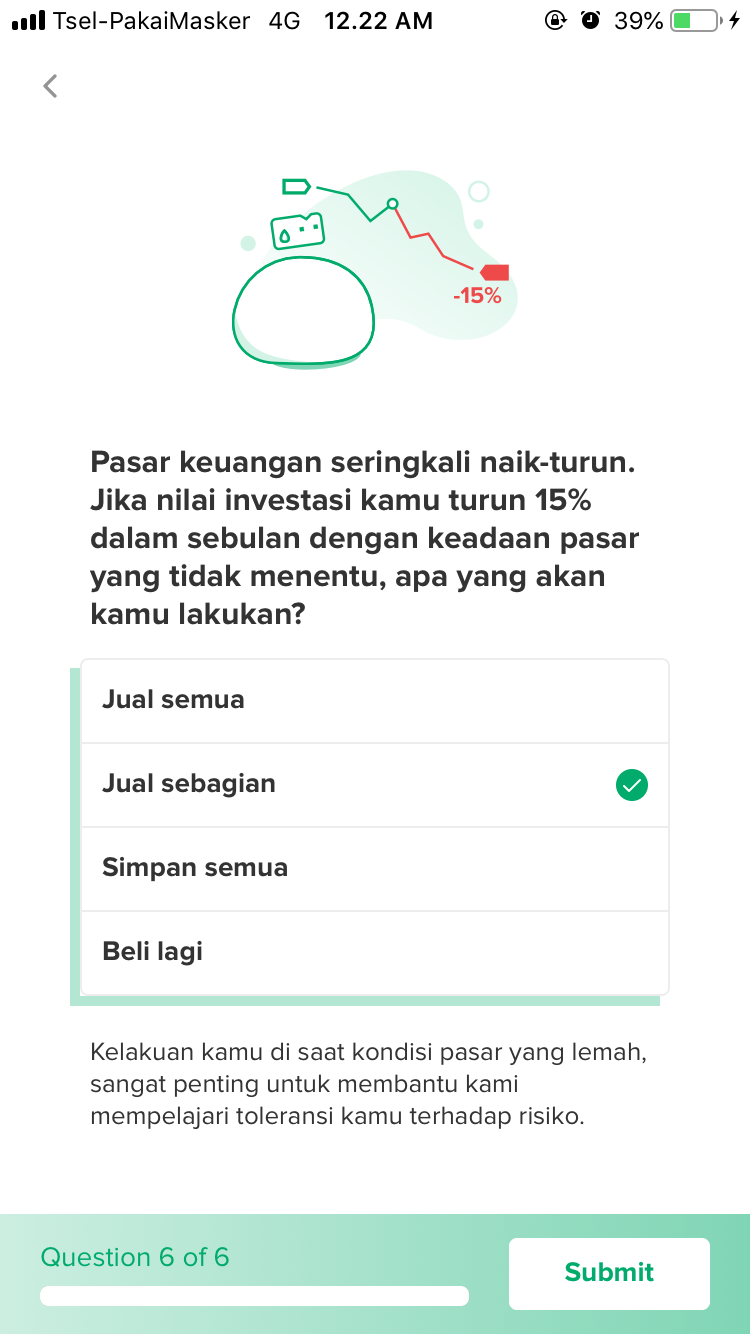 Tsel-PakaiMasker 4G 12.22 AM 39%
-15%
Pasar keuangan seringkali naik-turun.
Jika nilai investasi kamu turun 15%
dalam sebulan dengan keadaan pasar
yang tidak menentu, apa yang akan
kamu lakukan?
Jual semua
Jual sebagian
Simpan semua
Beli lagi
Kelakuan kamu di saat kondisi pasar yang lemah,
sangat penting untuk membantu kami
mempelajari toleransi kamu terhadap risiko.
Question 6 of 6
Submit